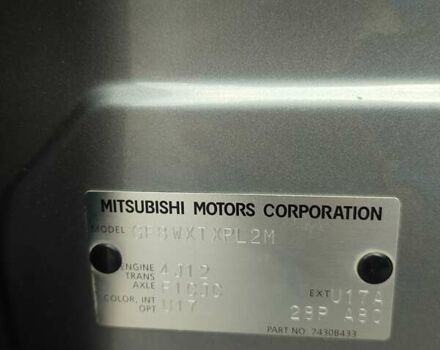 MITSUBISHI MOTORS CORPORATION
MODEL GF8WXTXPL2M
ENGINE 4J12
TRANS AXLE F1CJC
COLOR, INT OPT U17 EXT U17A
28P A80
PART NO. 7430B433